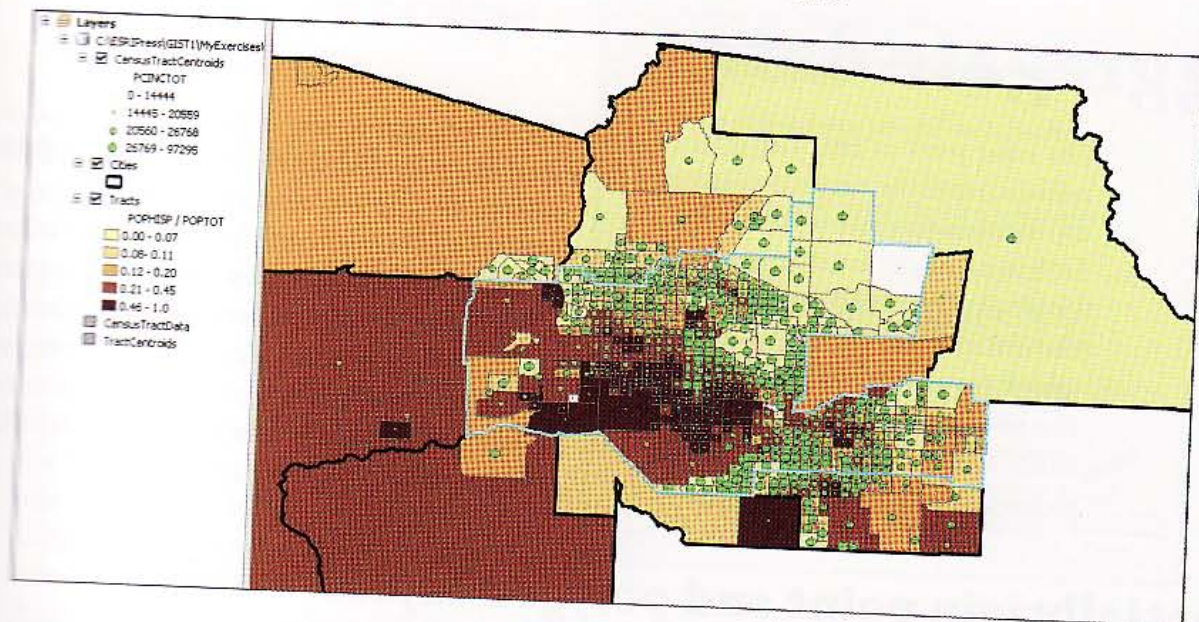 Layers
C:\ESRIPress\GIST1\MyExercises\
CensusTractCentroids
PCINCTOT
0 - 14444
14445 - 20559
20560 - 26768
26769 - 97295
Cities
Tracts
POPHISP / POPTOT
0.00 - 0.07
0.08 - 0.11
0.12 - 0.20
0.21 - 0.45
0.46 - 1.0
CensusTractData
TractCentroids